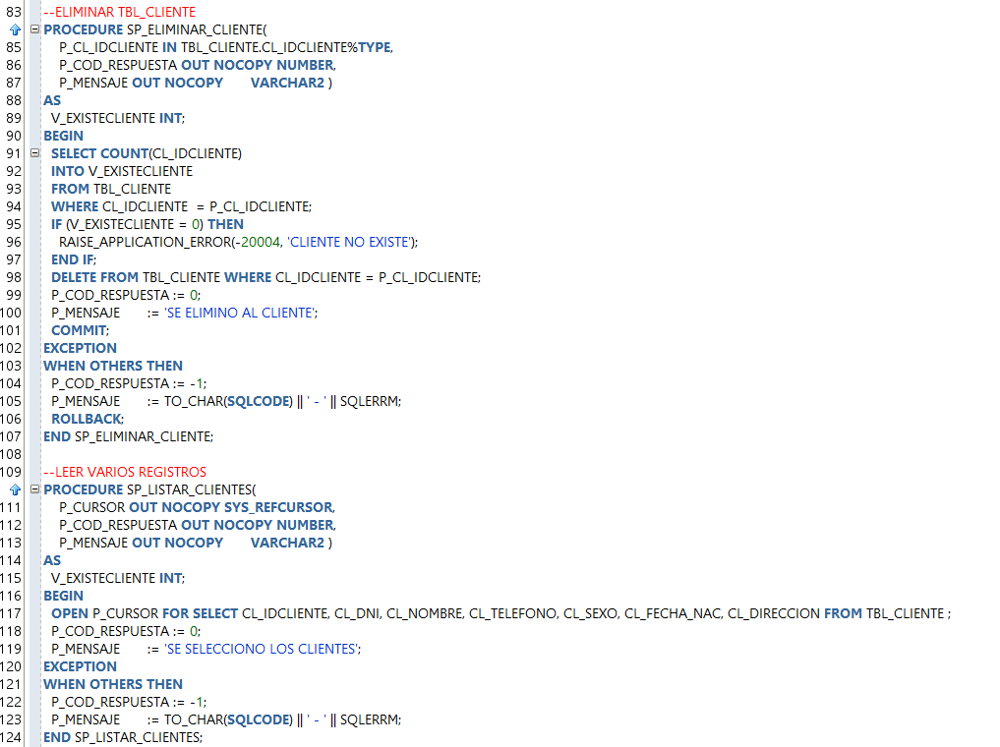 83 --ELIMINAR TBL_CLIENTE
PROCEDURE SP_ELIMINAR_CLIENTE(
85 P_CL_IDCLIENTE IN TBL_CLIENTE.CL_IDCLIENTE%TYPE,
86 P_COD_RESPUESTA OUT NOCOPY NUMBER,
87 P_MENSAJE OUT NOCOPY VARCHAR2 )
88 AS
89 V_EXISTECLIENTE INT;
90 BEGIN
91 SELECT COUNT(CL_IDCLIENTE)
92 INTO V_EXISTECLIENTE
93 FROM TBL_CLIENTE
94 WHERE CL_IDCLIENTE = P_CL_IDCLIENTE;
95 IF (V_EXISTECLIENTE = 0) THEN
96 RAISE_APPLICATION_ERROR(-20004, 'CLIENTE NO EXISTE');
97 END IF;
98 DELETE FROM TBL_CLIENTE WHERE CL_IDCLIENTE = P_CL_IDCLIENTE;
99 P_COD_RESPUESTA := 0;
100 P_MENSAJE := 'SE ELIMINO AL CLIENTE';
101 COMMIT;
102 EXCEPTION
103 WHEN OTHERS THEN
104 P_COD_RESPUESTA := -1;
105 P_MENSAJE := TO_CHAR(SQLCODE) || ' - ' || SQLERRM;
106 ROLLBACK;
107 END SP_ELIMINAR_CLIENTE;
108
109 --LEER VARIOS REGISTROS
PROCEDURE SP_LISTAR_CLIENTES(
111 P_CURSOR OUT NOCOPY SYS_REFCURSOR,
112 P_COD_RESPUESTA OUT NOCOPY NUMBER,
113 P_MENSAJE OUT NOCOPY VARCHAR2 )
114 AS
115 V_EXISTECLIENTE INT;
116 BEGIN
117 OPEN P_CURSOR FOR SELECT CL_IDCLIENTE, CL_DNI, CL_NOMBRE, CL_TELEFONO, CL_SEXO, CL_FECHA_NAC, CL_DIRECCION FROM TBL_CLIENTE ;
118 P_COD_RESPUESTA := 0;
119 P_MENSAJE := 'SE SELECCIONO LOS CLIENTES';
120 EXCEPTION
121 WHEN OTHERS THEN
122 P_COD_RESPUESTA := -1;
123 P_MENSAJE := TO_CHAR(SQLCODE) || ' - ' || SQLERRM;
124 END SP_LISTAR_CLIENTES;